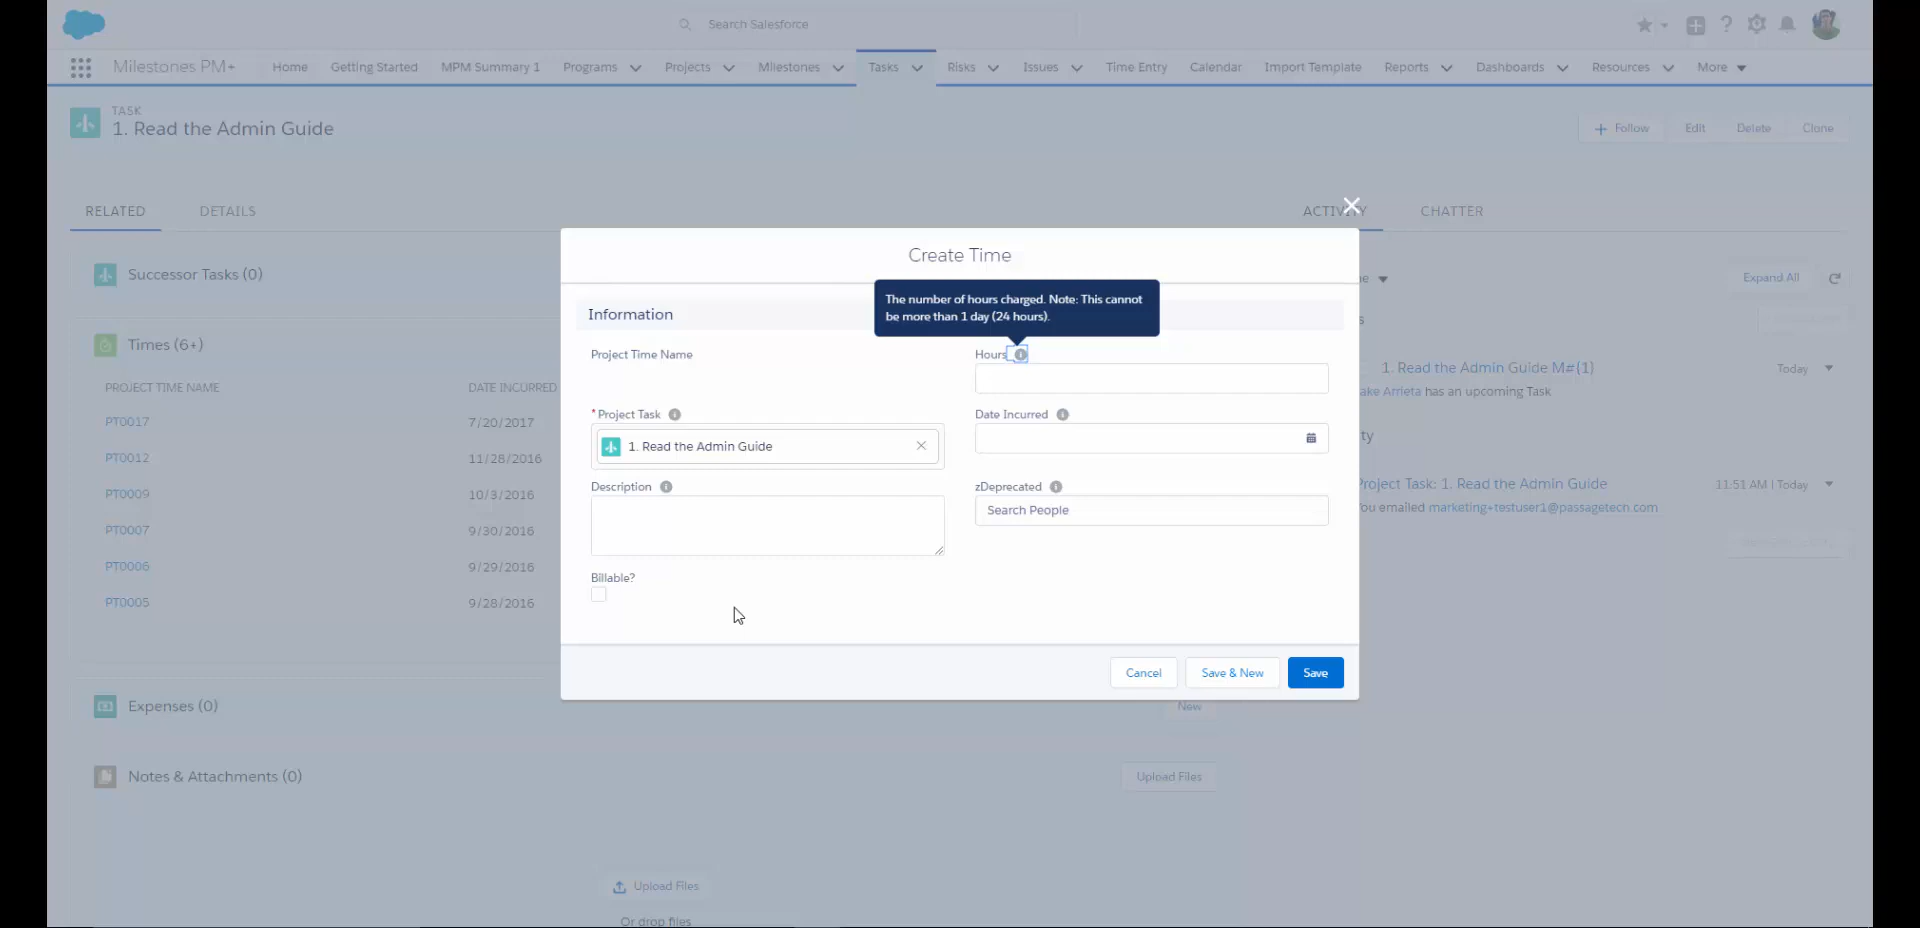 Search Salesforce
Milestones PM+ Home Getting Started MPM Summary 1 Programs Projects Milestones Tasks Risks Issues Time Entry Calendar Import Template Reports Dashboards Resources More
TASK
1. Read the Admin Guide
Follow Edit Delete Clone
RELATED DETAILS
ACTIVITY CHATTER
Successor Tasks (0)
Times (6+)
PROJECT TIME NAME DATE INCURRED
PT0017 7/20/2017
PT0012 11/28/2016
PT0009 10/3/2016
PT0007 9/30/2016
PT0006 9/29/2016
PT0005 9/28/2016
Expenses (0)
New
Notes & Attachments (0)
Upload Files
Upload Files
Or drop files
Create Time
The number of hours charged. Note: This cannot
be more than 1 day (24 hours).
Information
Project Time Name
Hours
*Project Task
1. Read the Admin Guide
Date Incurred
Description
zDeprecated
Search People
Billable?
Cancel Save & New Save
Expand All
1. Read the Admin Guide M#{1} Today
ake Arrieta has an upcoming Task
ty
Project Task: 1. Read the Admin Guide 11:51 AM | Today
ou emailed marketing+testuser1@passagetech.com